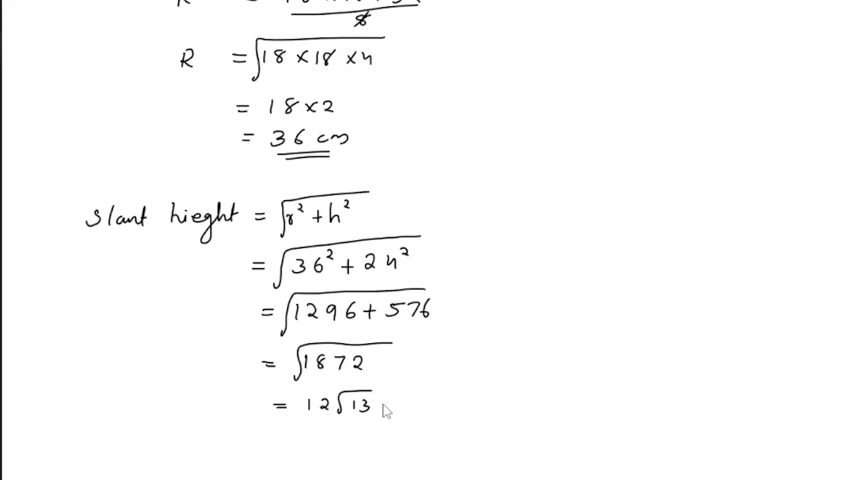 R = √18 × 18 × 4
= 18 × 2
= 36 cm
Slant hieght = √r² + h²
= √36² + 24²
= √1296 + 576
= √1872
= 12√13